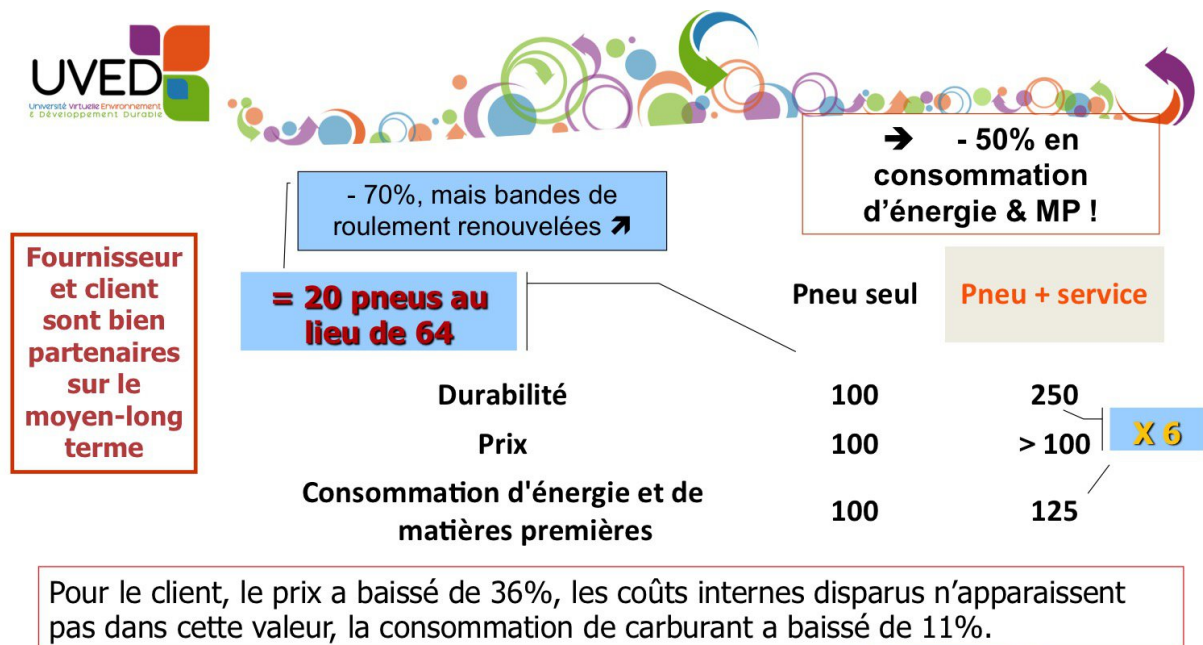 UVED
Université Virtuelle Environnement
& Développement Durable
➔ - 50% en
consommation
d’énergie & MP !
- 70%, mais bandes de
roulement renouvelées ↗
Fournisseur
et client
sont bien
partenaires
sur le
moyen-long
terme
= 20 pneus au
lieu de 64
Pneu seul
Pneu + service
Durabilité 100 250
X 6
Prix 100 > 100
Consommation d'énergie et de
matières premières
100 125
Pour le client, le prix a baissé de 36%, les coûts internes disparus n’apparaissent
pas dans cette valeur, la consommation de carburant a baissé de 11%.